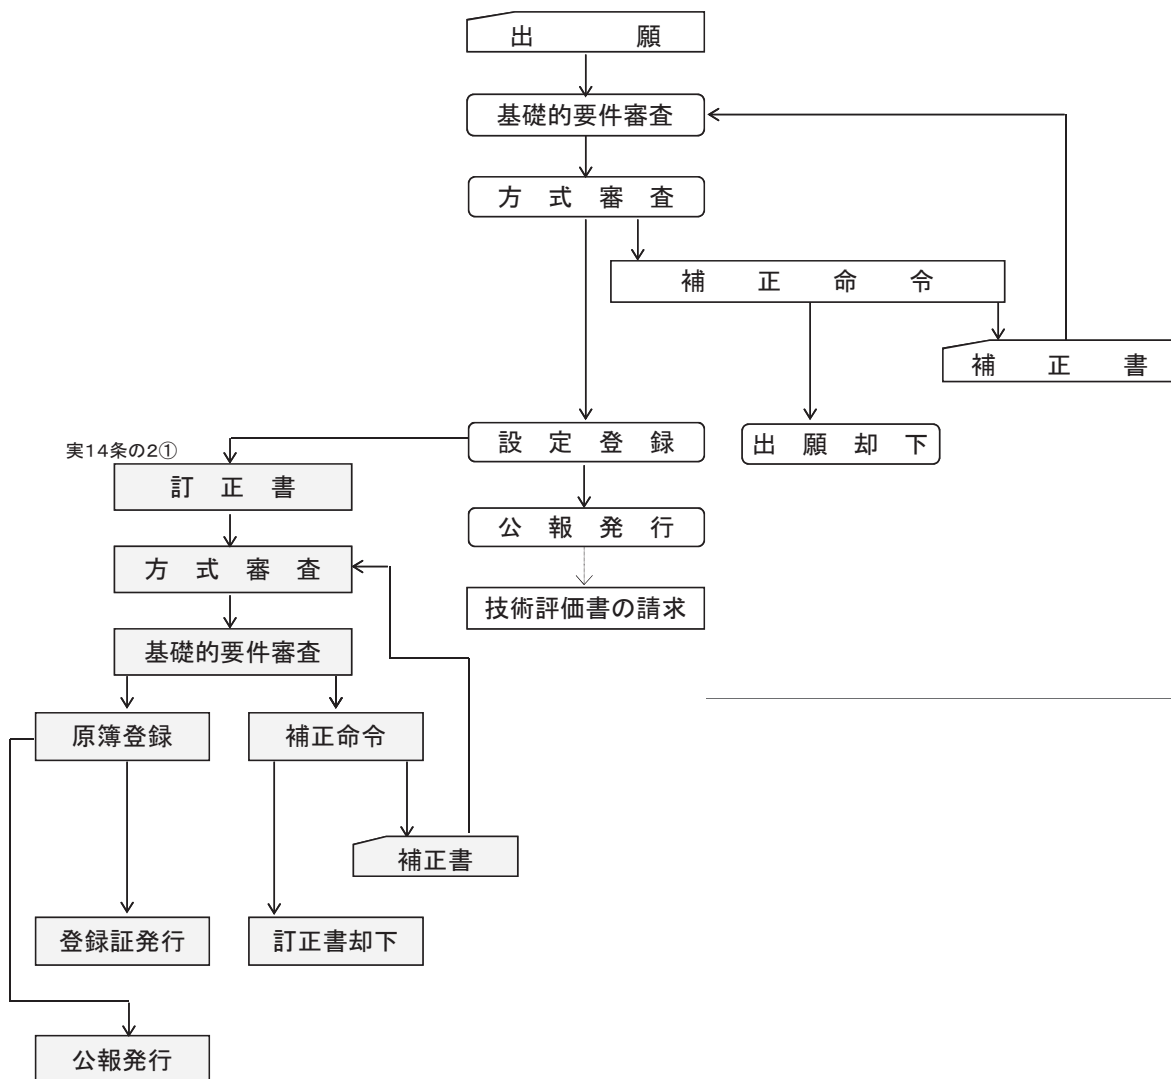 出願
基礎的要件審査
方式審査
補正命令
補正書
設定登録
出願却下
実14条の2①
訂正書
公報発行
方式審査
技術評価書の請求
基礎的要件審査
原簿登録
補正命令
補正書
登録証発行
訂正書却下
公報発行